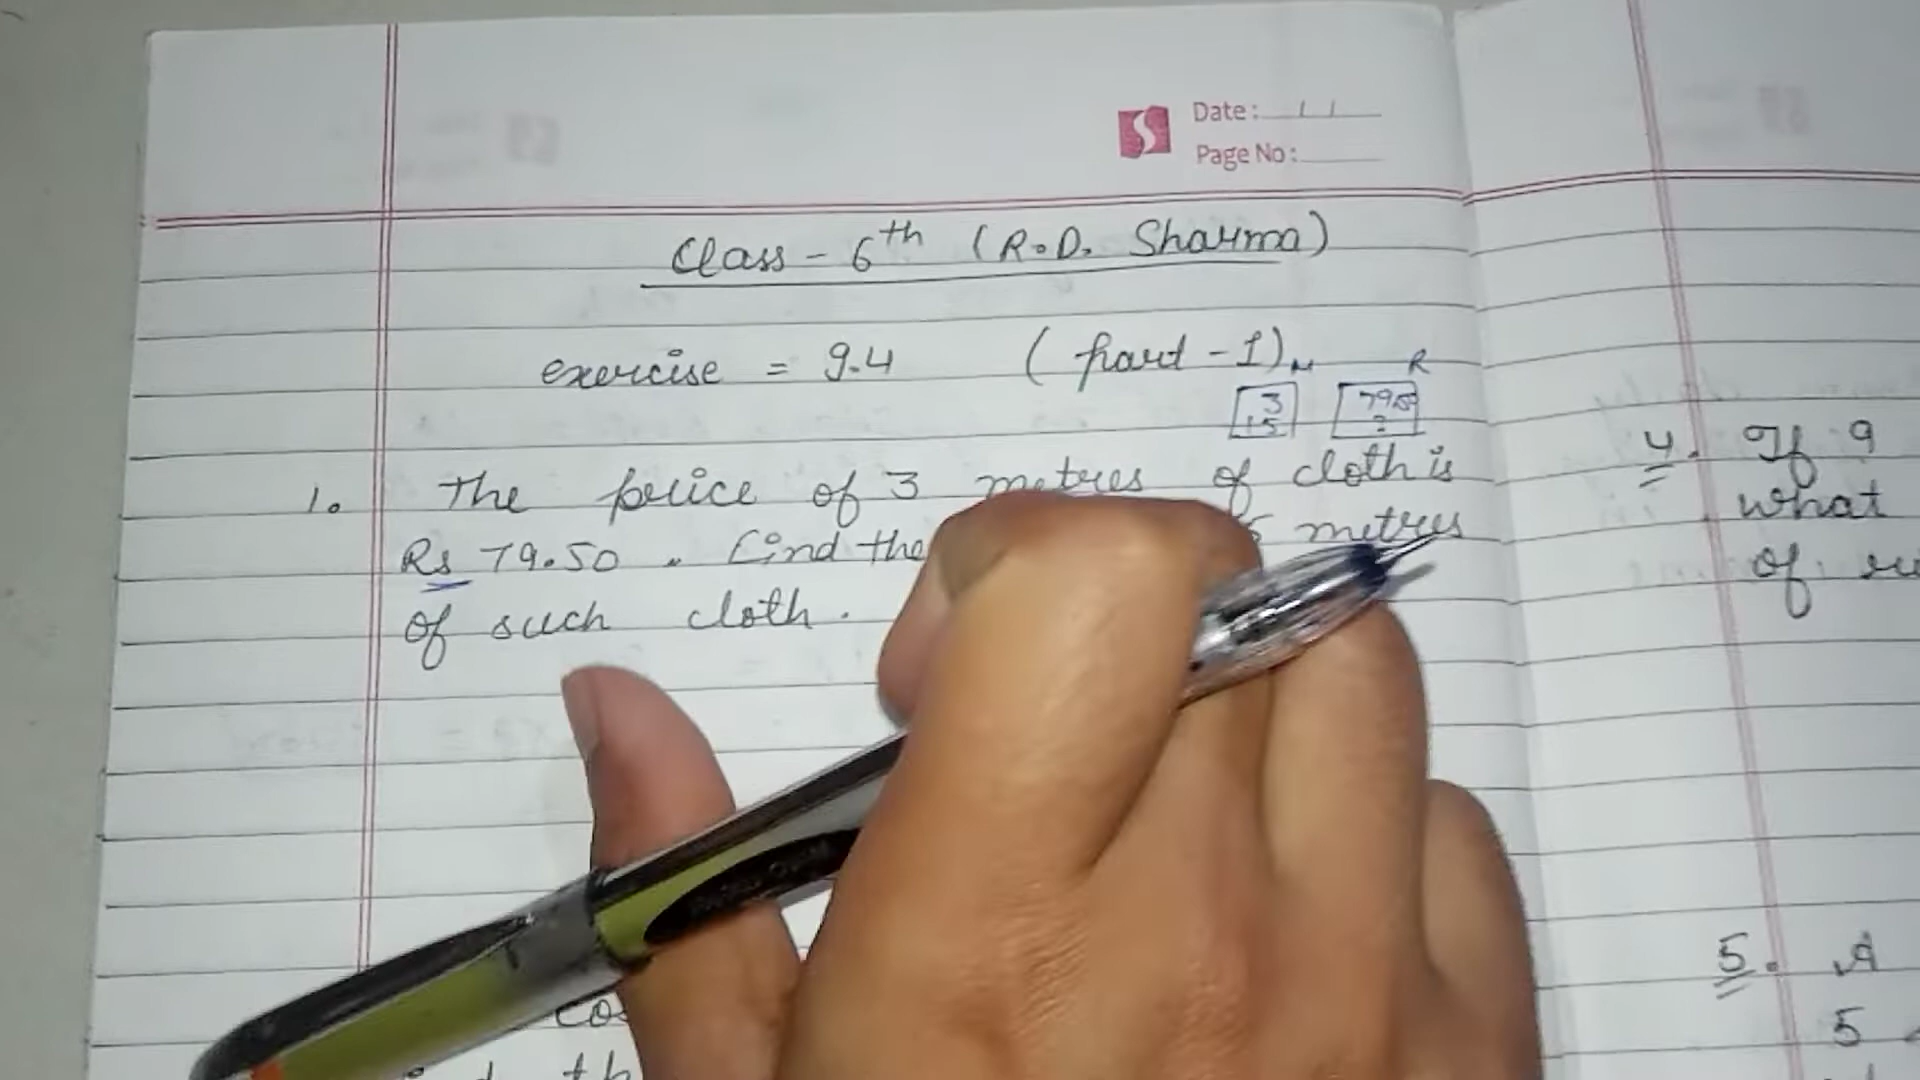 Date: / /
Page No:
Class - 6th (R.D. Sharma)
exercise = 9.4 (part - 1)
M R
3 79.50
15 ?
1. The price of 3 metres of cloth is
Rs 79.50. Find the 5 metres
of such cloth.
4. If 9
what
of
5. A
5